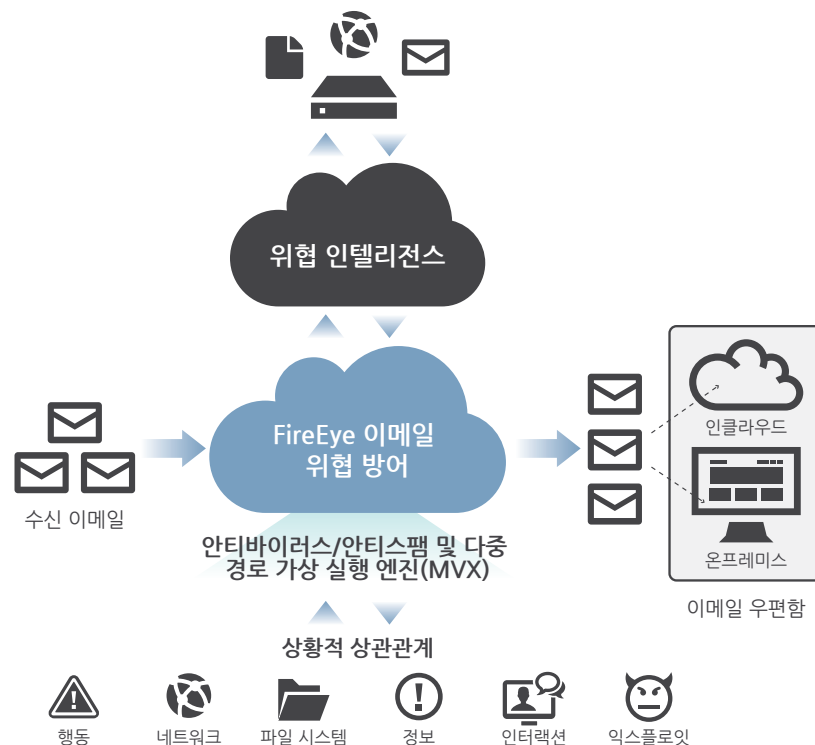 위협 인텔리전스
FireEye 이메일
위협 방어
인클라우드
수신 이메일
안티바이러스/안티스팸 및 다중
경로 가상 실행 엔진(MVX)
온프레미스
이메일 우편함
상황적 상관관계
행동
네트워크
파일 시스템
정보
인터랙션
익스플로잇